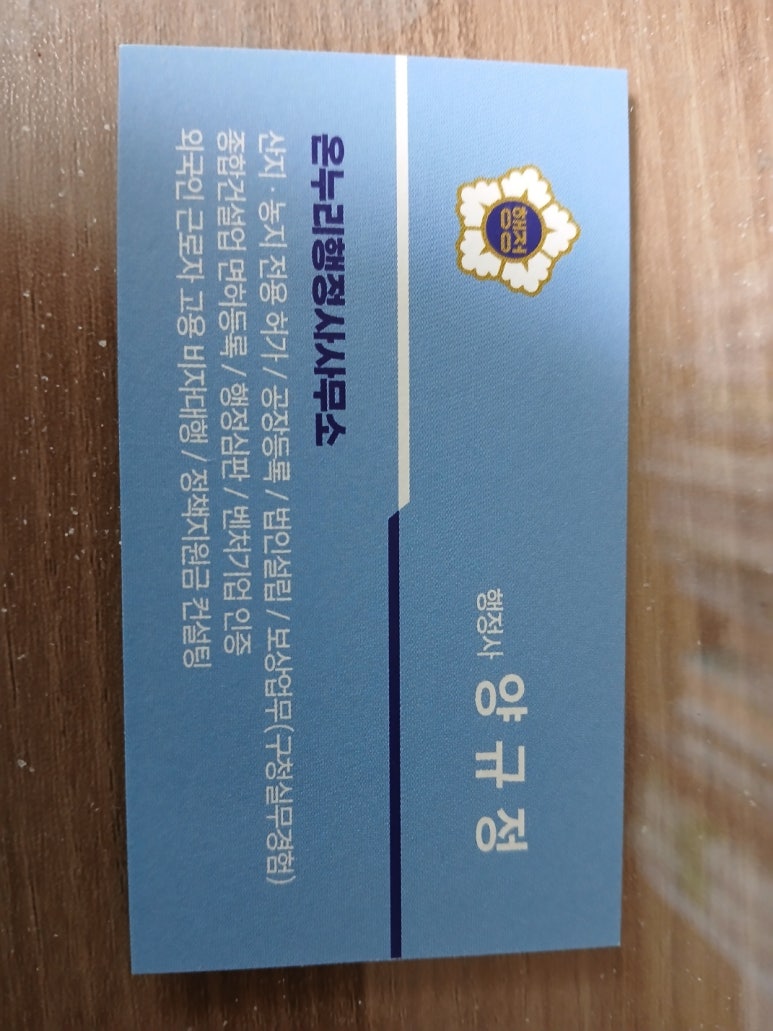 행정
행정사 양규정
온누리행정사사무소
산지·농지 전용 허가 / 공장등록 / 법인설립 / 보상업무(구청실무경험)
종합건설업 면허등록 / 행정심판 / 벤처기업 인증
외국인 근로자 고용 비자대행 / 정책지원금 컨설팅